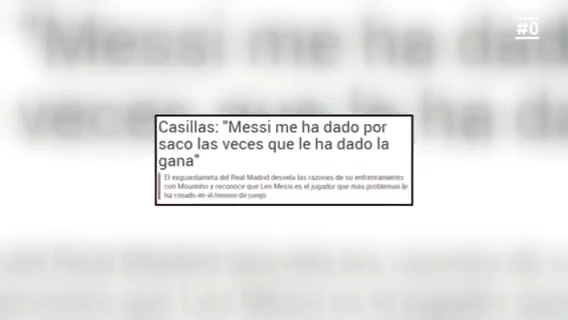 #0
Casillas: "Messi me ha dado por
saco las veces que le ha dado la
gana"
El exguardameta del Real Madrid desvela las razones de su enfrentamiento
con Mourinho y reconoce que Leo Messi es el jugador que más problemas le
ha creado en el terreno de juego